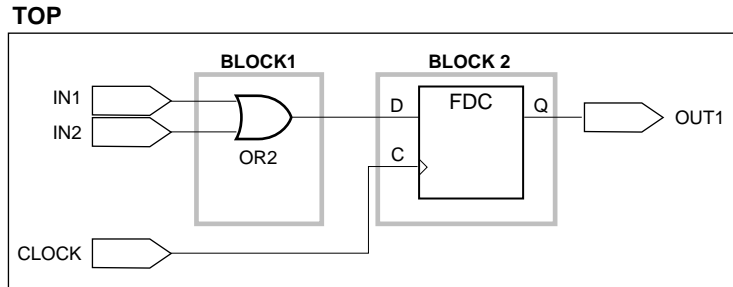 TOP
BLOCK1
BLOCK 2
IN1
IN2
OR2
D
FDC
Q
OUT1
C
CLOCK